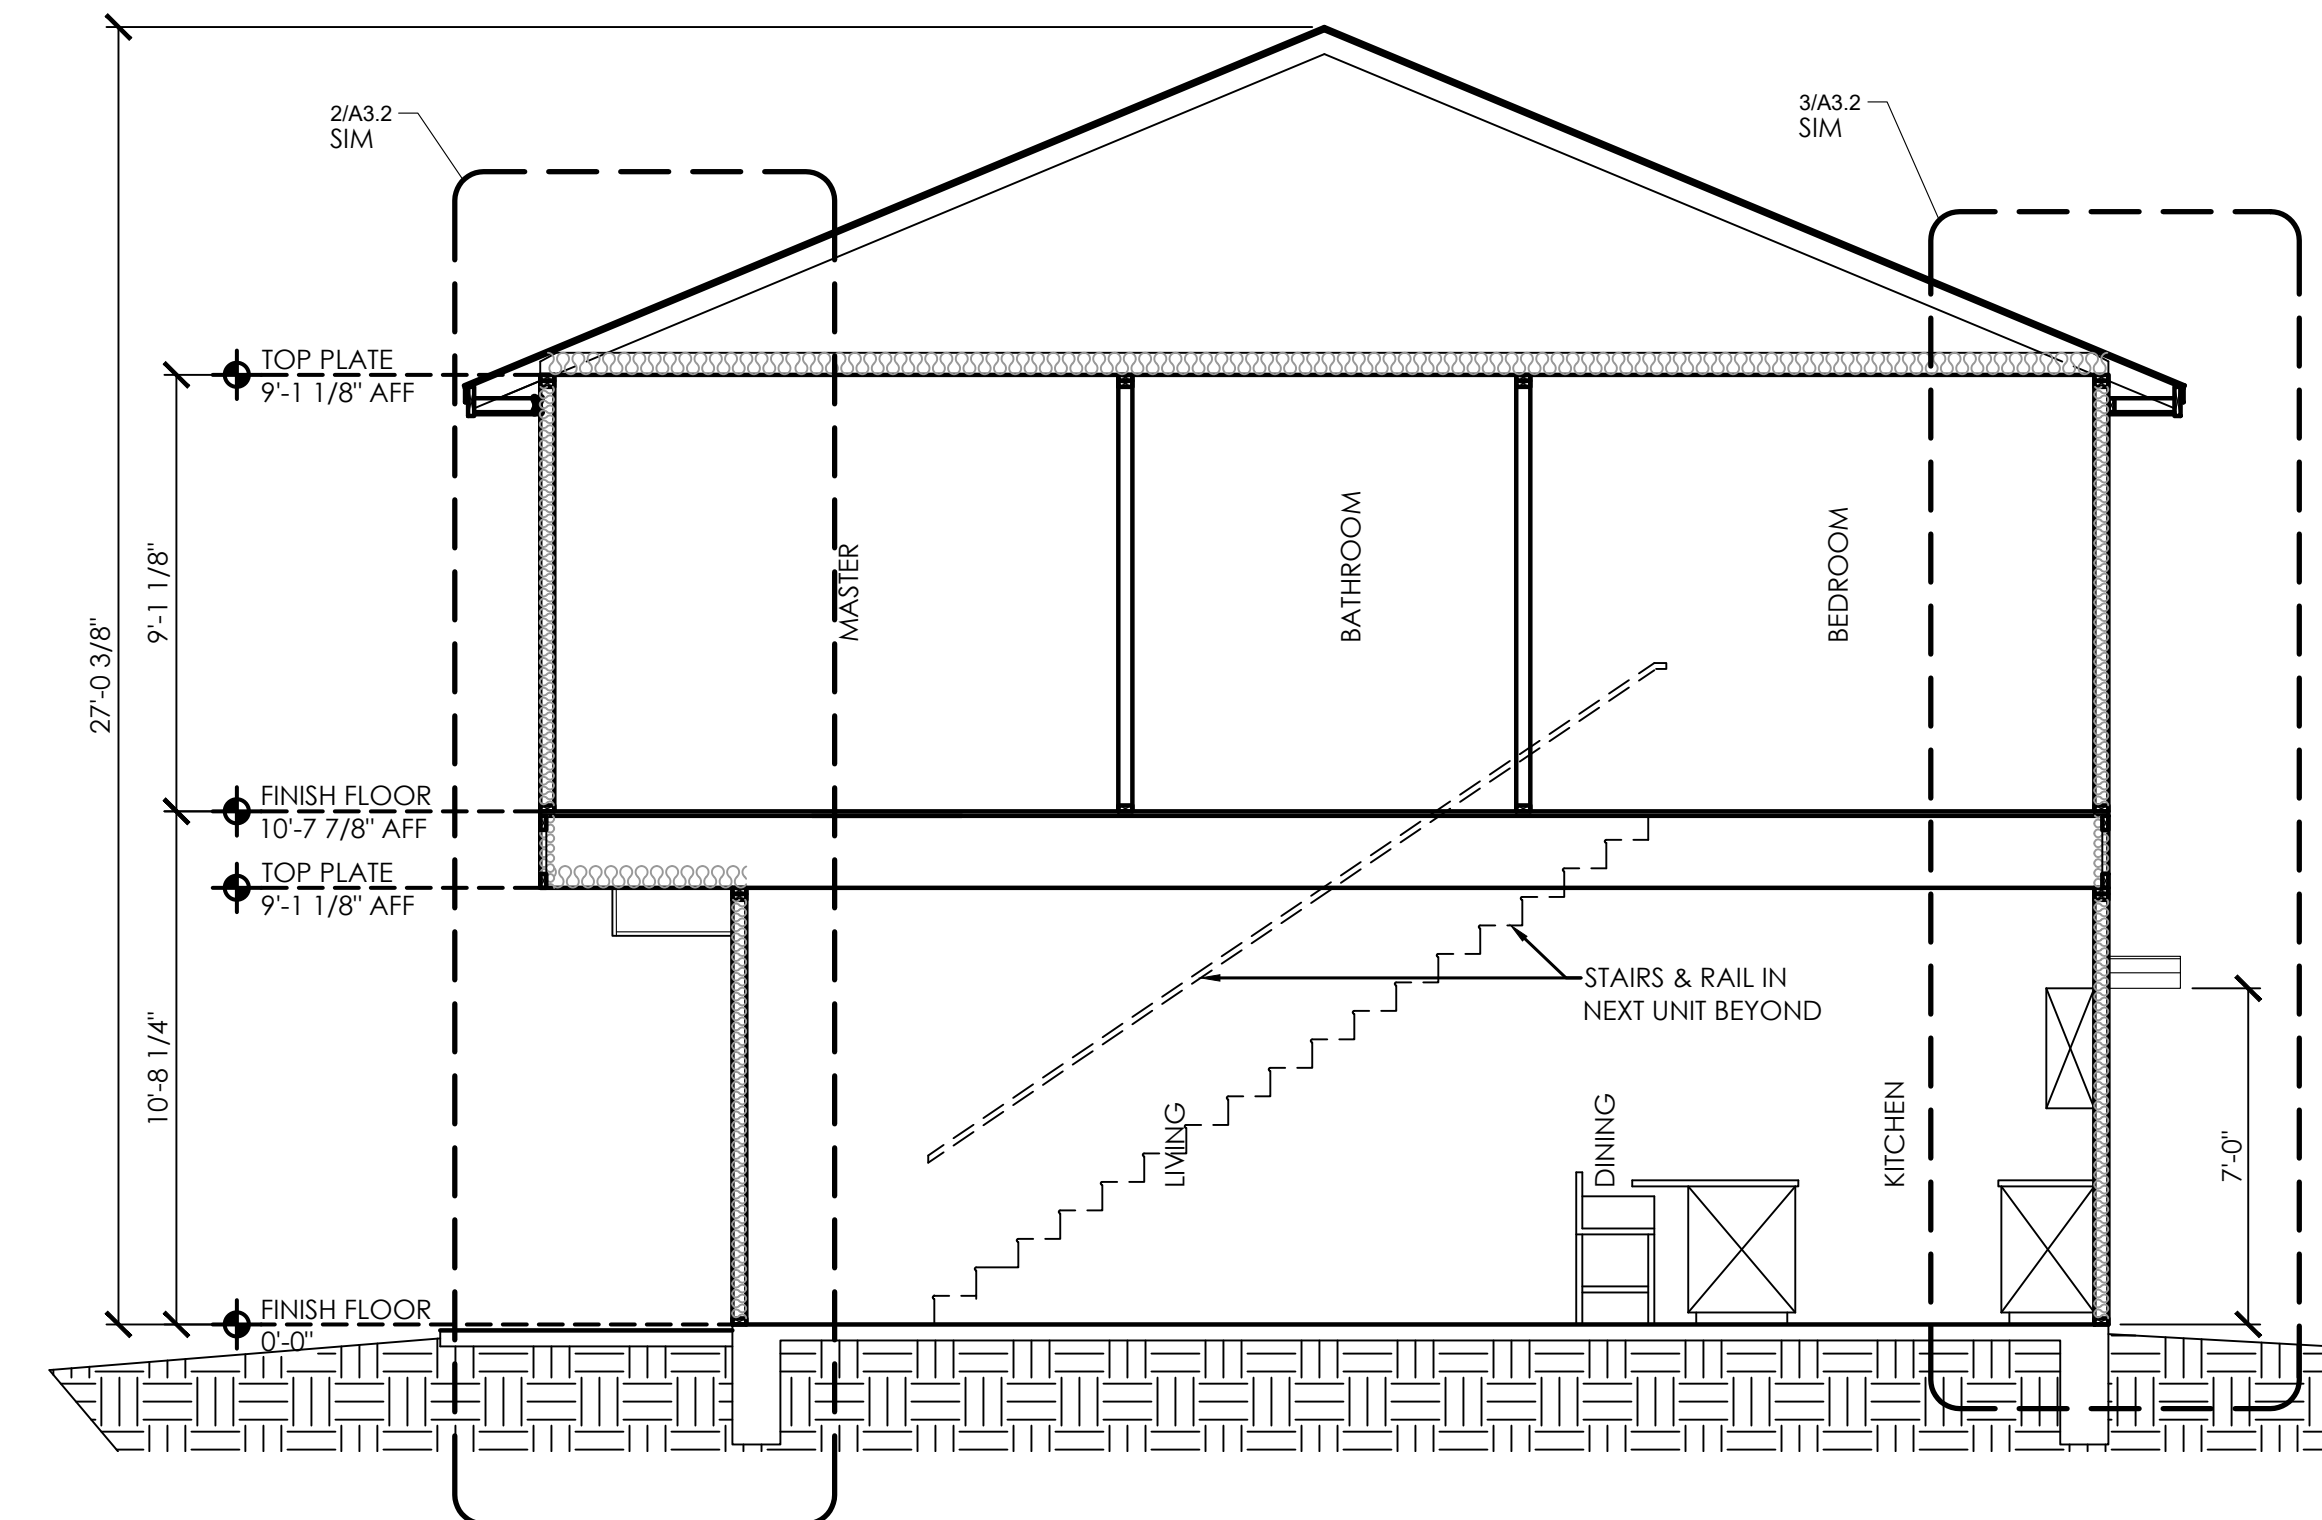 2/A3.2
SIM
3/A3.2
SIM
TOP PLATE
9'-1 1/8" AFF
27'-0 3/8"
9'-1 1/8"
MASTER
BATHROOM
BEDROOM
FINISH FLOOR
10'-7 7/8" AFF
TOP PLATE
9'-1 1/8" AFF
STAIRS & RAIL IN
NEXT UNIT BEYOND
10'-8 1/4"
LIVING
DINING
KITCHEN
7'-0"
FINISH FLOOR
0'-0"